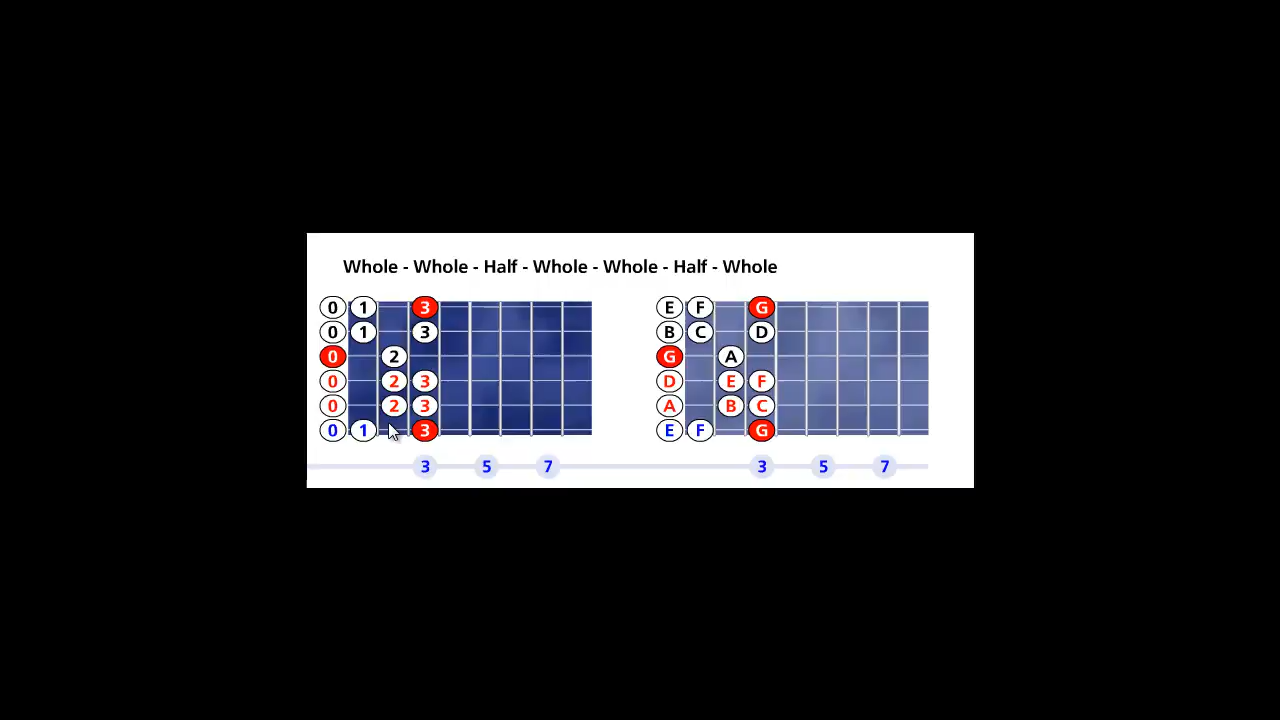 Whole - Whole - Half - Whole - Whole - Half - Whole
0 1 3 E F G
0 1 3 B C D
0 2 G A
0 2 3 D E F
0 2 3 A B C
0 1 3 E F G
3 5 7 3 5 7